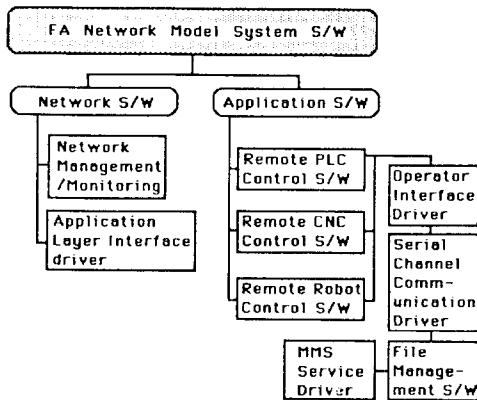 FA Network Model System S/W
Network S/W
Application S/W
Network
Management
/Monitoring
Application
Layer Interface
driver
Remote PLC
Control S/W
Remote CNC
Control S/W
Remote Robot
Control S/W
Operator
Interface
Driver
Serial
Channel
Comm-
unication
Driver
MMS
Service
Driver
File
Manage-
ment S/W